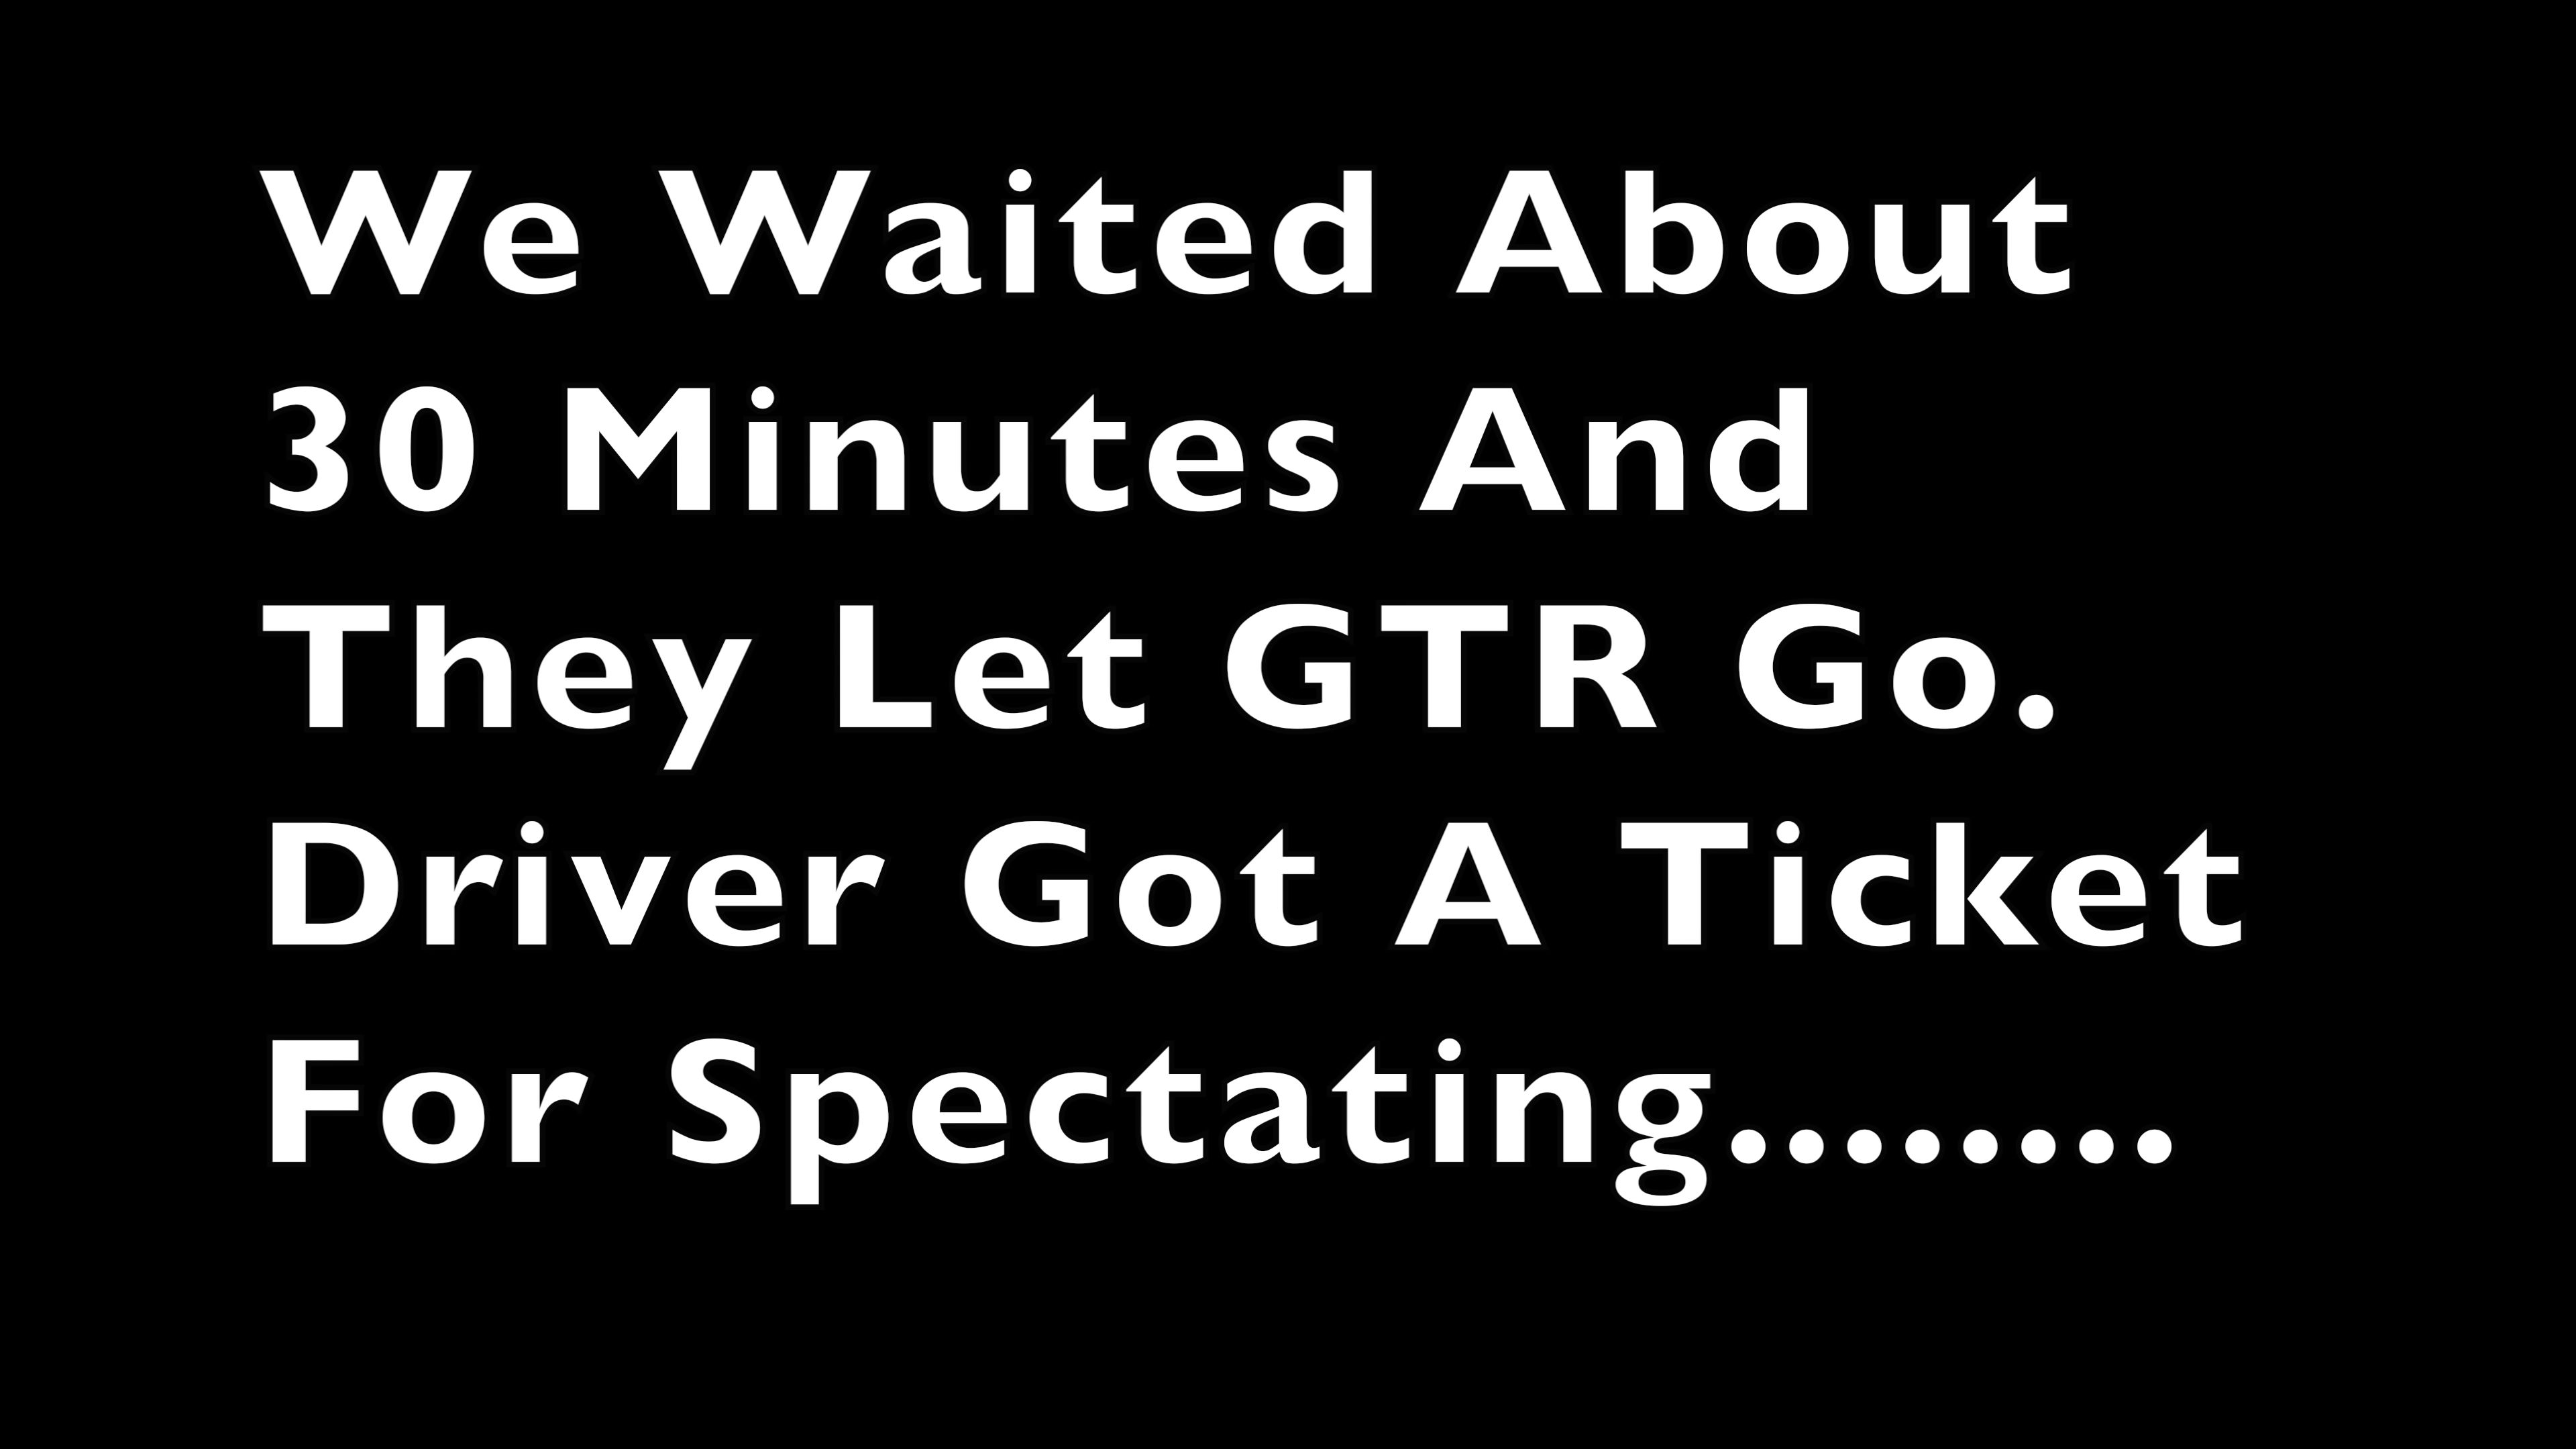 We Waited About
30 Minutes And
They Let GTR Go.
Driver Got A Ticket
For Spectating........